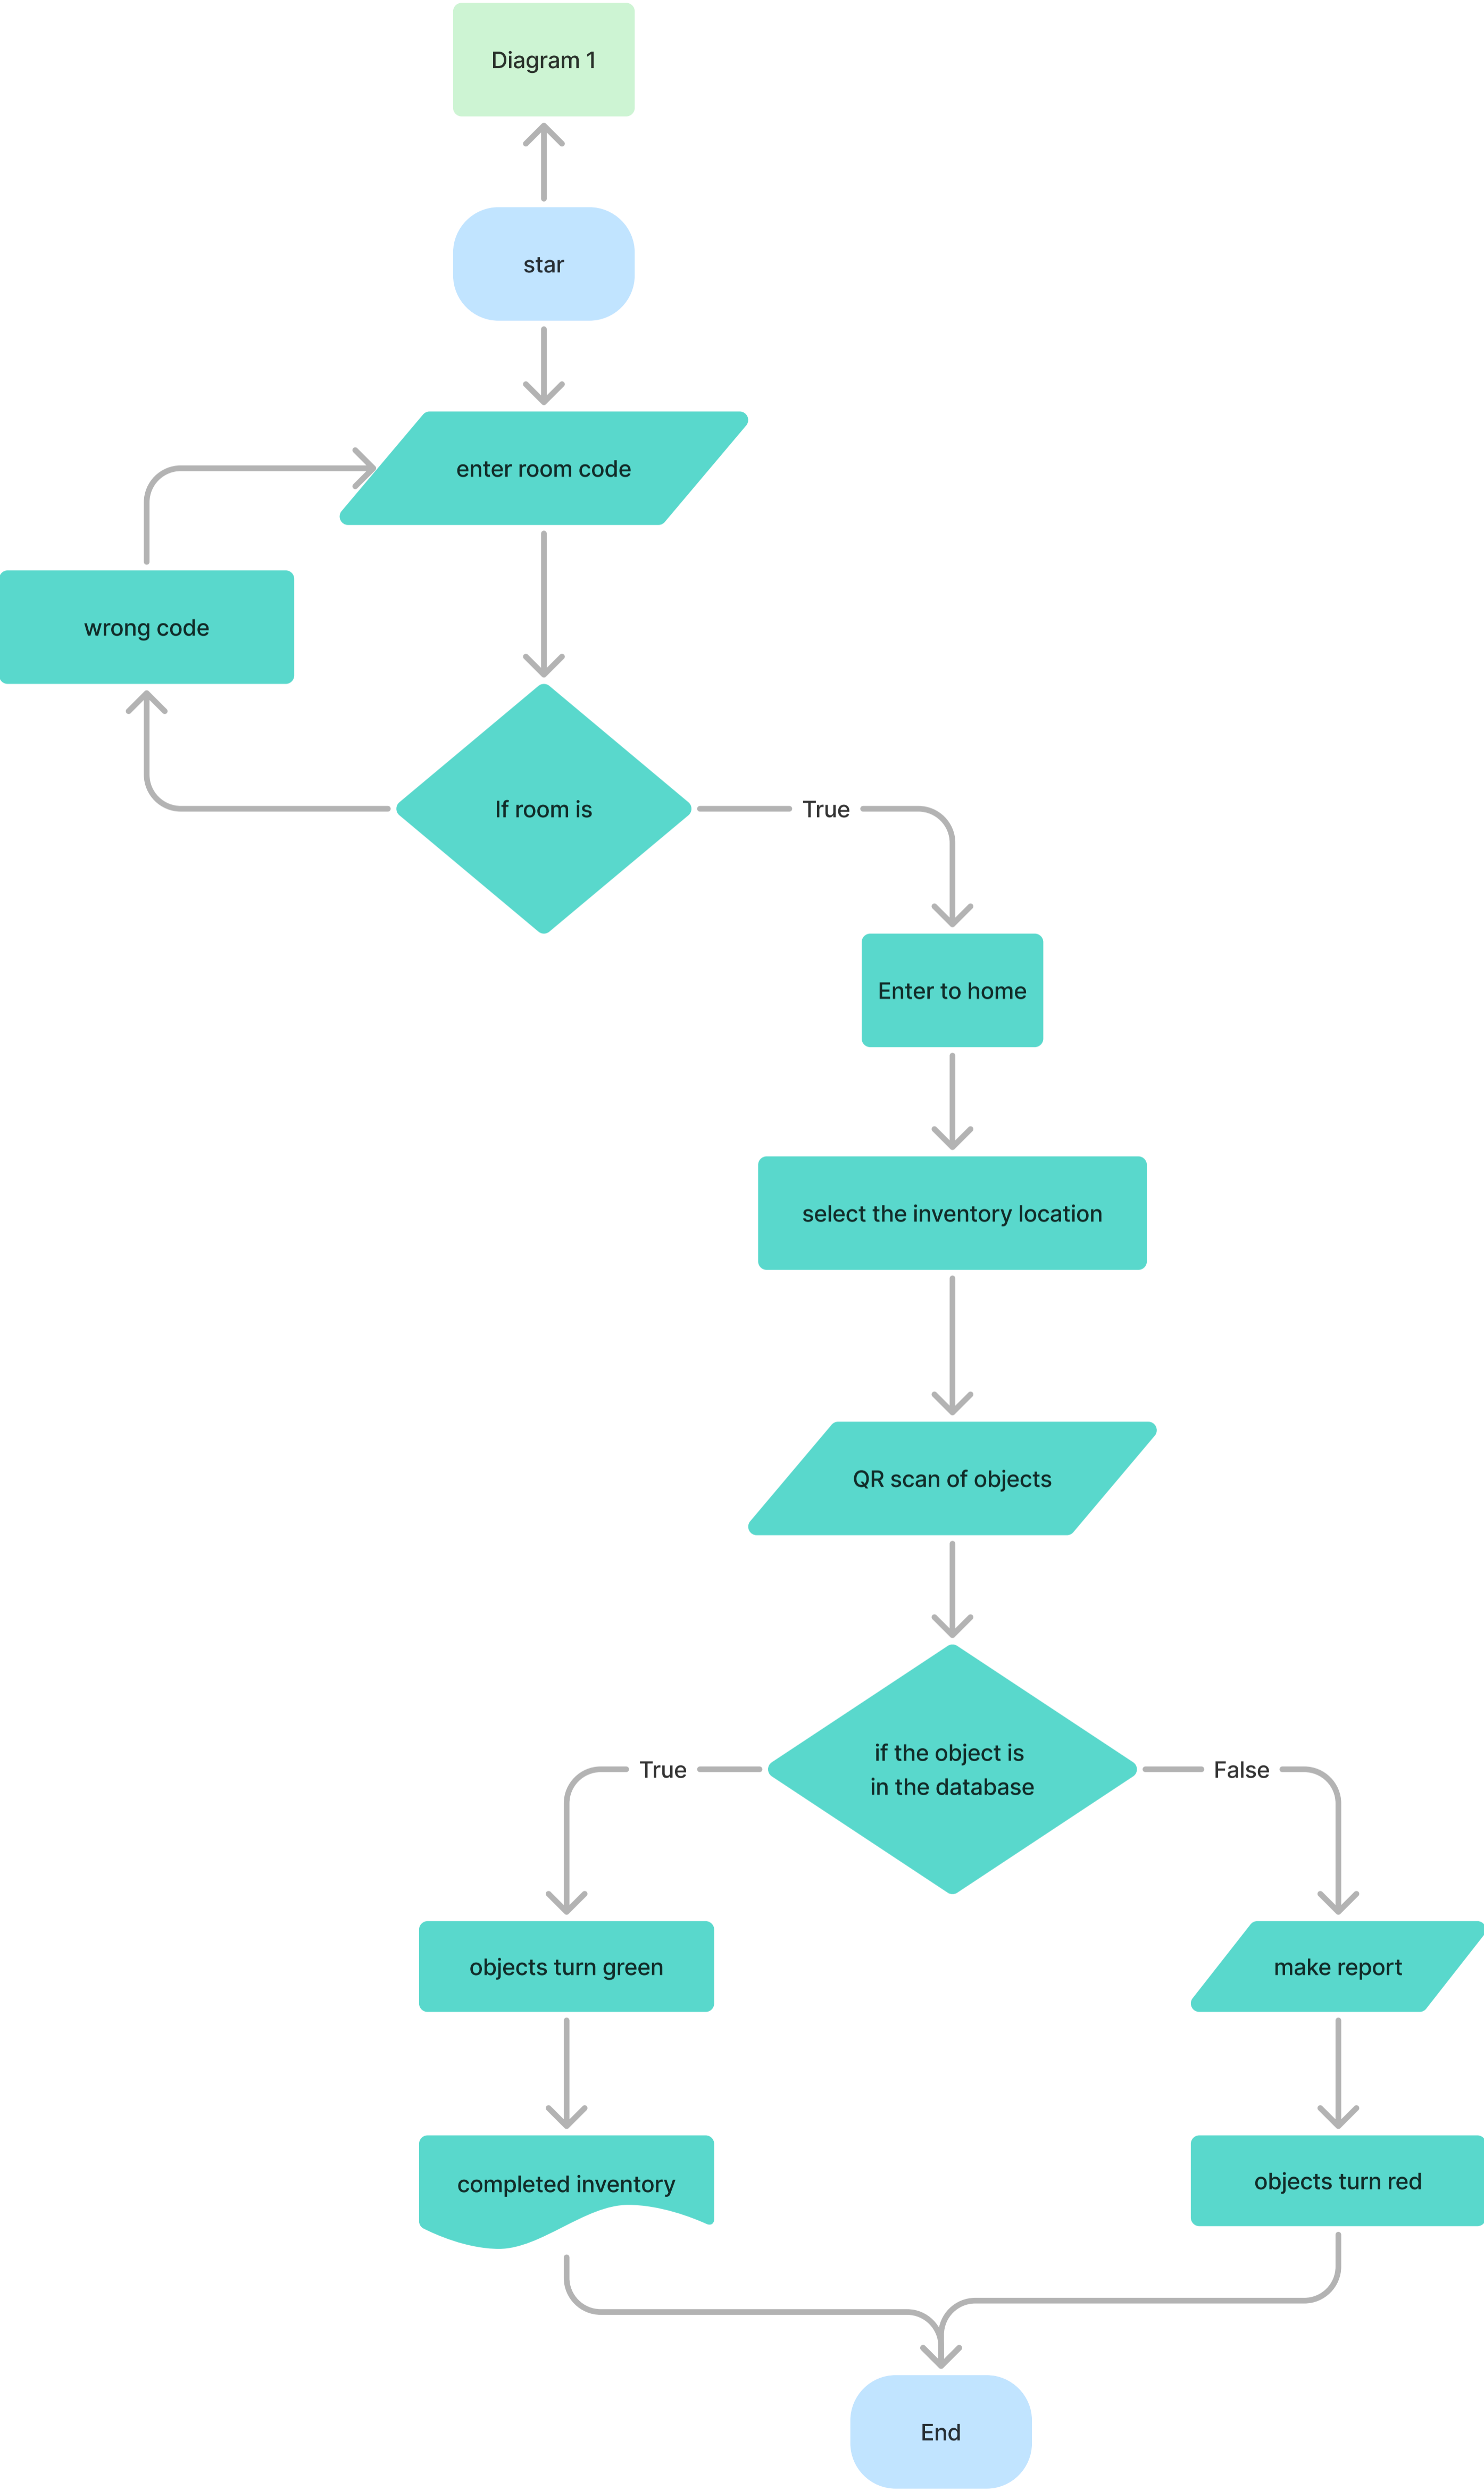 Diagram 1
star
enter room code
wrong code
If room is
True
Enter to home
select the inventory location
QR scan of objects
if the object is
in the database
True
False
objects turn green
make report
completed inventory
objects turn red
End